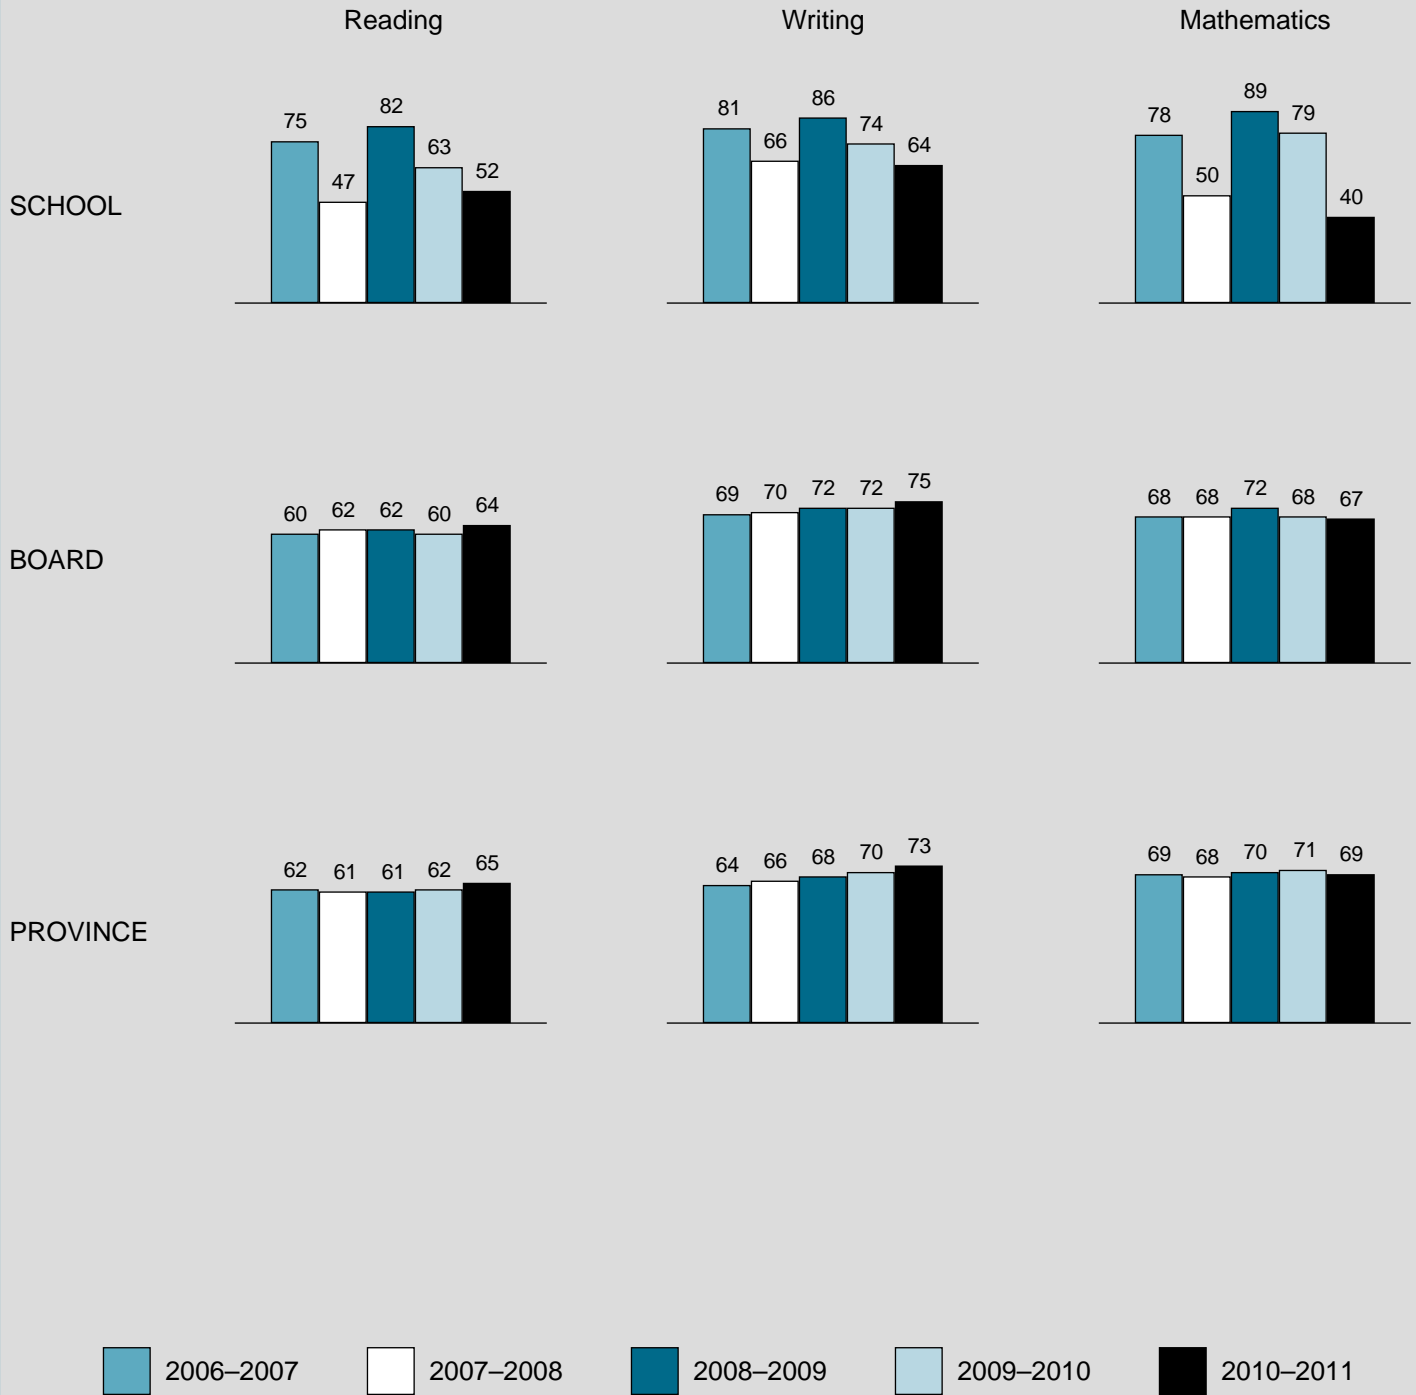 Reading Writing Mathematics
SCHOOL
75 47 82 63 52
81 66 86 74 64
78 50 89 79 40
BOARD
60 62 62 60 64
69 70 72 72 75
68 68 72 68 67
PROVINCE
62 61 61 62 65
64 66 68 70 73
69 68 70 71 69
2006–2007 2007–2008 2008–2009 2009–2010 2010–2011